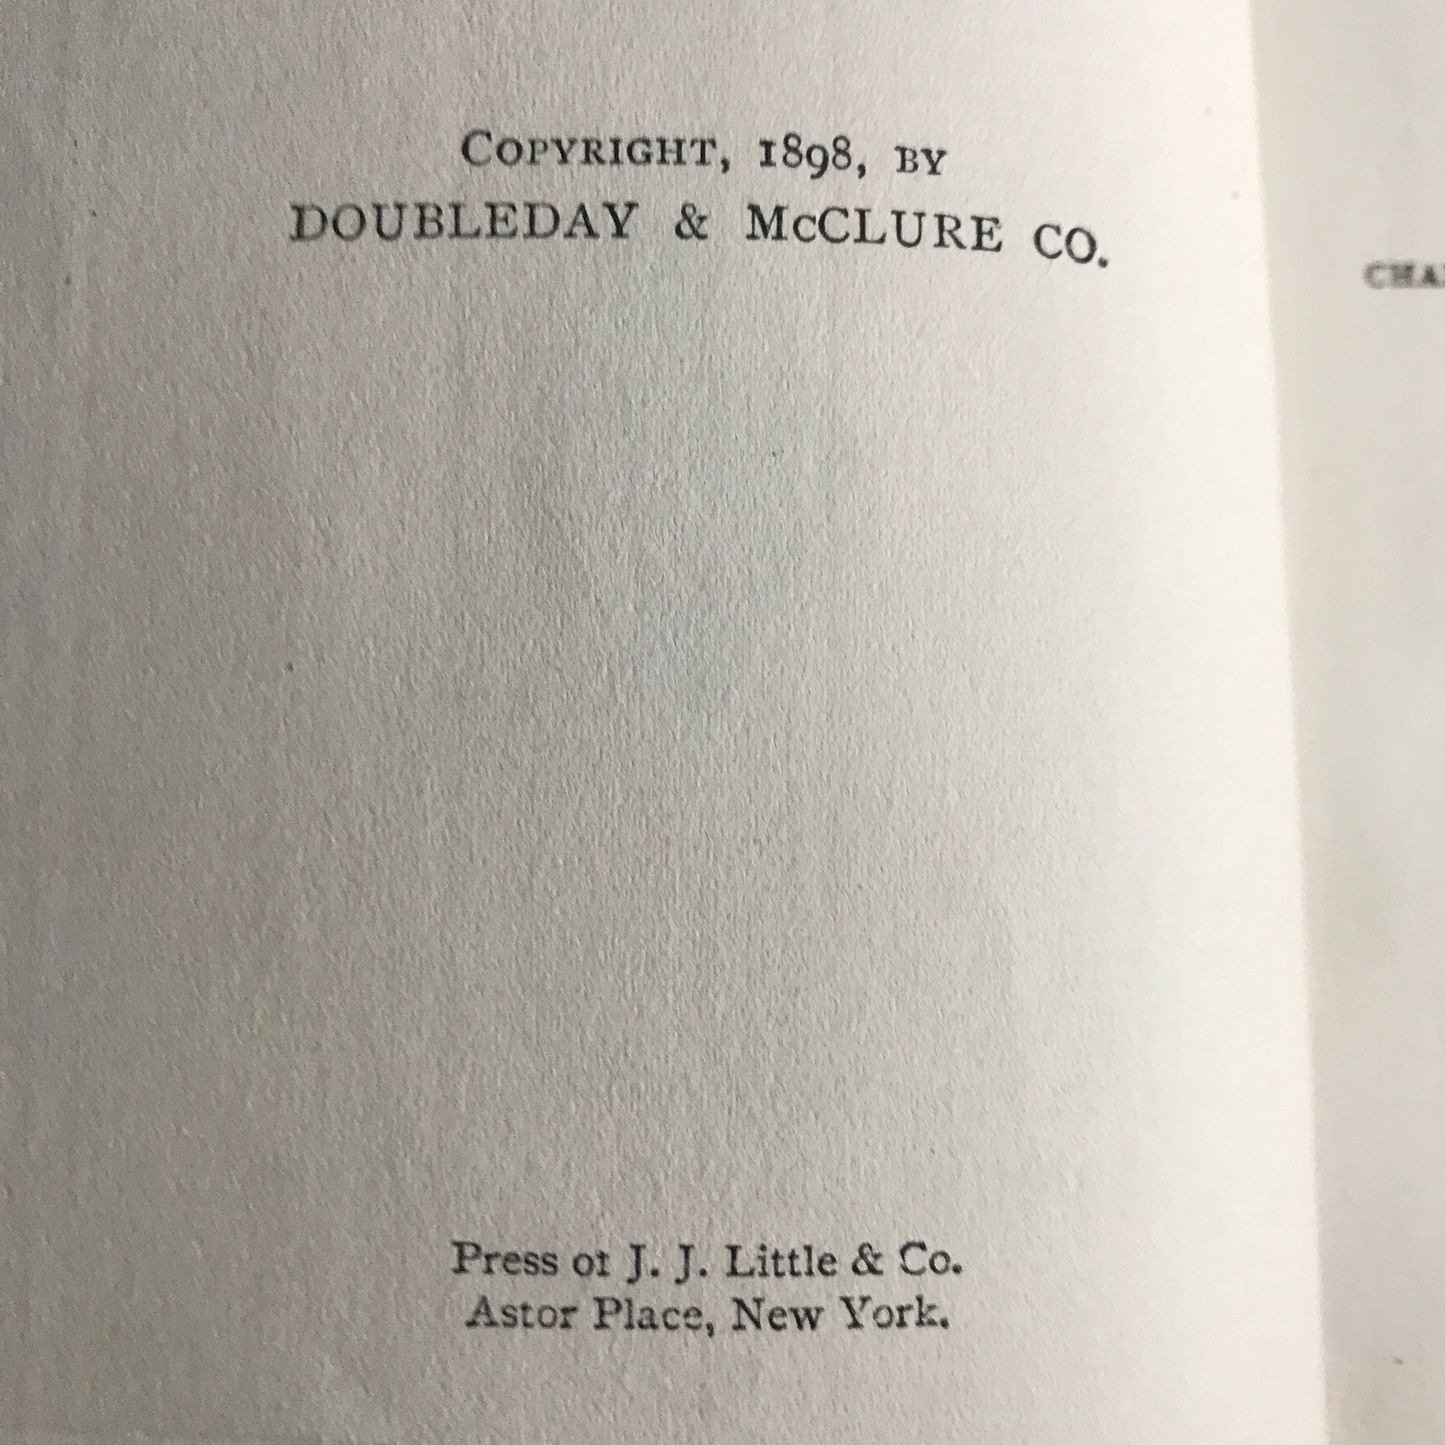 COPYRIGHT, 1898, BY
DOUBLEDAY & McCLURE CO.
Press of J. J. Little & Co.
Astor Place, New York.